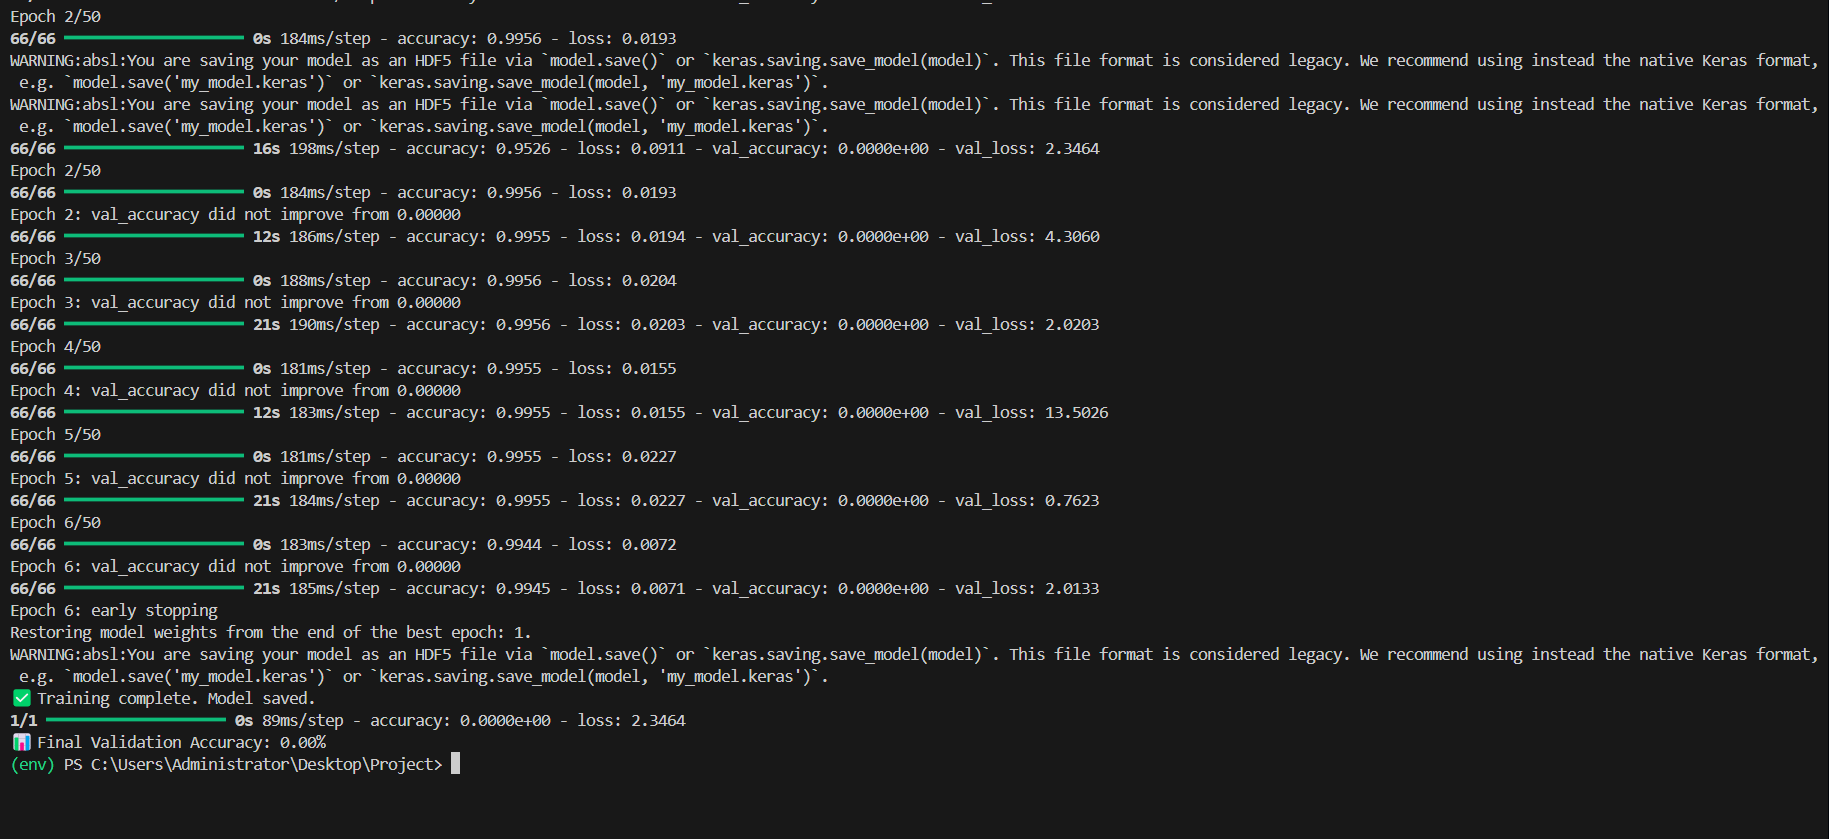 Epoch 2/50
66/66 0s 184ms/step - accuracy: 0.9956 - loss: 0.0193
WARNING:absl:You are saving your model as an HDF5 file via `model.save()` or `keras.saving.save_model(model)`. This file format is considered legacy. We recommend using instead the native Keras format,
e.g. `model.save('my_model.keras')` or `keras.saving.save_model(model, 'my_model.keras')`.
WARNING:absl:You are saving your model as an HDF5 file via `model.save()` or `keras.saving.save_model(model)`. This file format is considered legacy. We recommend using instead the native Keras format,
e.g. `model.save('my_model.keras')` or `keras.saving.save_model(model, 'my_model.keras')`.
66/66 16s 198ms/step - accuracy: 0.9526 - loss: 0.0911 - val_accuracy: 0.0000e+00 - val_loss: 2.3464
Epoch 2/50
66/66 0s 184ms/step - accuracy: 0.9956 - loss: 0.0193
Epoch 2: val_accuracy did not improve from 0.00000
66/66 12s 186ms/step - accuracy: 0.9955 - loss: 0.0194 - val_accuracy: 0.0000e+00 - val_loss: 4.3060
Epoch 3/50
66/66 0s 188ms/step - accuracy: 0.9956 - loss: 0.0204
Epoch 3: val_accuracy did not improve from 0.00000
66/66 21s 190ms/step - accuracy: 0.9956 - loss: 0.0203 - val_accuracy: 0.0000e+00 - val_loss: 2.0203
Epoch 4/50
66/66 0s 181ms/step - accuracy: 0.9955 - loss: 0.0155
Epoch 4: val_accuracy did not improve from 0.00000
66/66 12s 183ms/step - accuracy: 0.9955 - loss: 0.0155 - val_accuracy: 0.0000e+00 - val_loss: 13.5026
Epoch 5/50
66/66 0s 181ms/step - accuracy: 0.9955 - loss: 0.0227
Epoch 5: val_accuracy did not improve from 0.00000
66/66 21s 184ms/step - accuracy: 0.9955 - loss: 0.0227 - val_accuracy: 0.0000e+00 - val_loss: 0.7623
Epoch 6/50
66/66 0s 183ms/step - accuracy: 0.9944 - loss: 0.0072
Epoch 6: val_accuracy did not improve from 0.00000
66/66 21s 185ms/step - accuracy: 0.9945 - loss: 0.0071 - val_accuracy: 0.0000e+00 - val_loss: 2.0133
Epoch 6: early stopping
Restoring model weights from the end of the best epoch: 1.
WARNING:absl:You are saving your model as an HDF5 file via `model.save()` or `keras.saving.save_model(model)`. This file format is considered legacy. We recommend using instead the native Keras format,
e.g. `model.save('my_model.keras')` or `keras.saving.save_model(model, 'my_model.keras')`.
✅ Training complete. Model saved.
1/1 0s 89ms/step - accuracy: 0.0000e+00 - loss: 2.3464
📊 Final Validation Accuracy: 0.00%
(env) PS C:\Users\Administrator\Desktop\Project>